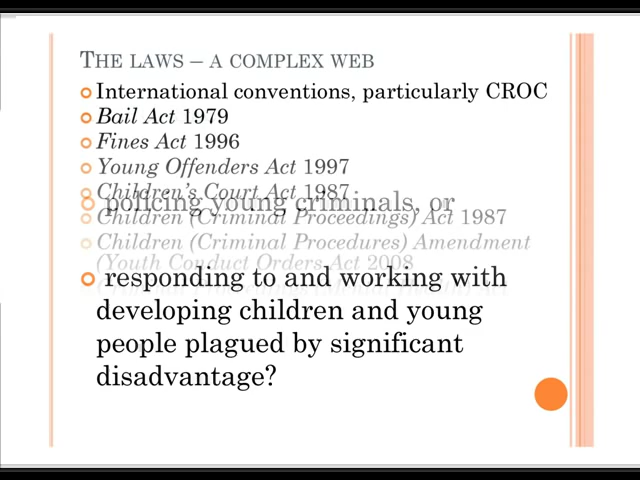 THE LAWS – A COMPLEX WEB
International conventions, particularly CROC
Bail Act 1979
Fines Act 1996
Young Offenders Act 1997
Children's Court Act 1987
policing young criminals, or
Children (Criminal Proceedings) Act 1987
Children (Criminal Procedures) Amendment
(Youth Conduct Orders Act 2008
responding to and working with
developing children and young
people plagued by significant
disadvantage?